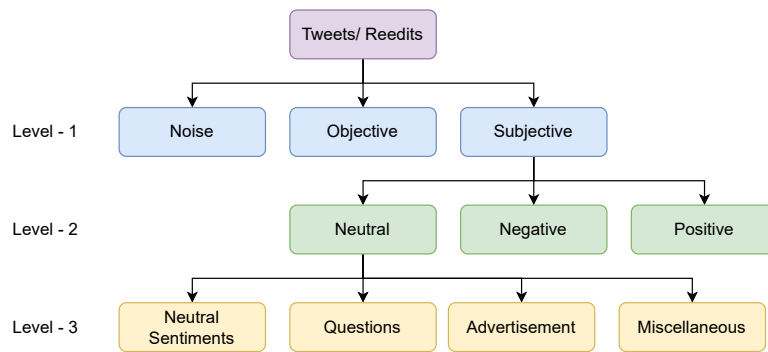 Tweets/ Reedits
Level - 1
Noise
Objective
Subjective
Level - 2
Neutral
Negative
Positive
Level - 3
Neutral
Sentiments
Questions
Advertisement
Miscellaneous